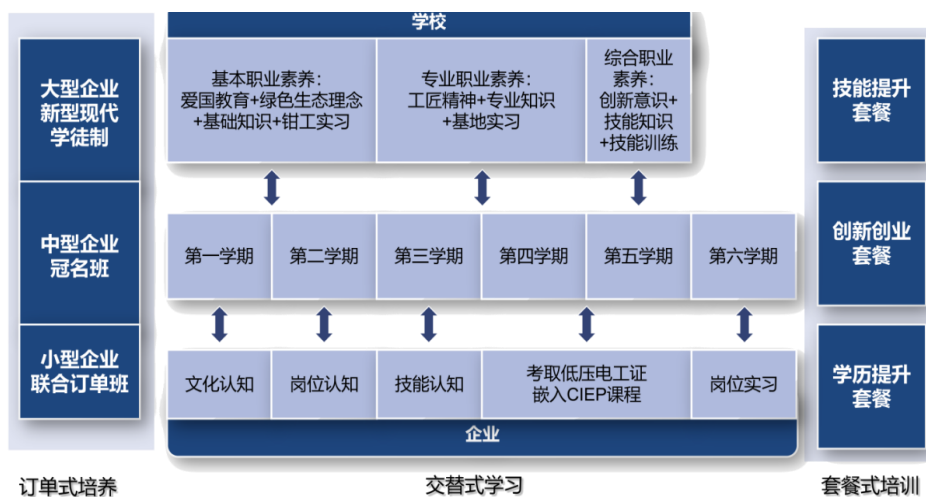 学校
大型企业
新型现代
学徒制
基本职业素养：
爱国教育+绿色生态理念
+基础知识+钳工实习
专业职业素养：
工匠精神+专业知识
+基地实习
综合职业
素养：
创新意识+
技能知识
+技能训练
技能提升
套餐
中型企业
冠名班
第一学期
第二学期
第三学期
第四学期
第五学期
第六学期
创新创业
套餐
小型企业
联合订单班
文化认知
岗位认知
技能认知
考取低压电工证
嵌入CIEP课程
岗位实习
学历提升
套餐
企业
订单式培养
交替式学习
套餐式培训